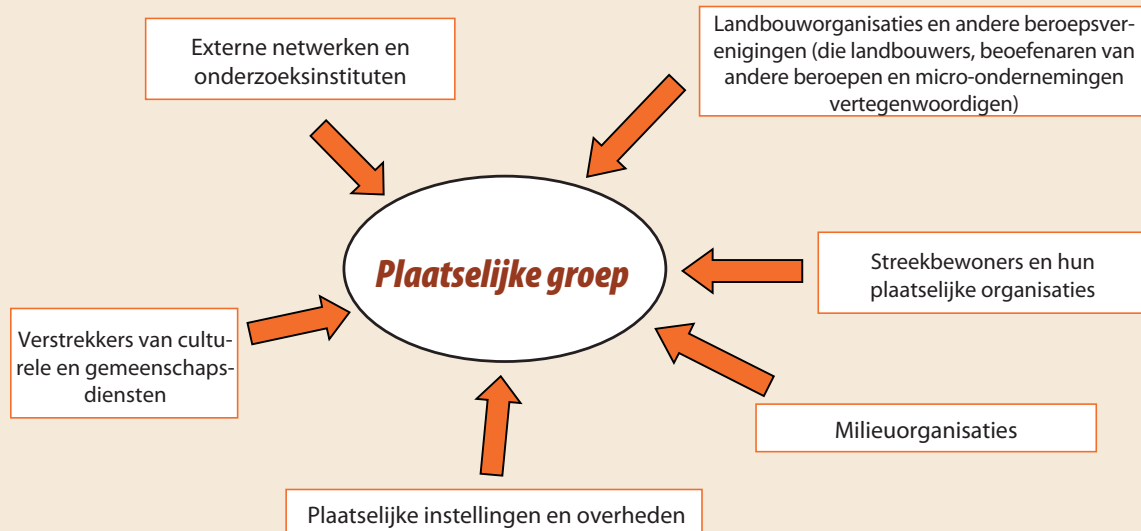 Externe netwerken en
onderzoeksinstituten
Landbouworganisaties en andere beroepsver-
enigingen (die landbouwers, beoefenaren van
andere beroepen en micro-ondernemingen
vertegenwoordigen)
Plaatselijke groep
Streekbewoners en hun
plaatselijke organisaties
Verstrekkers van cultu-
rele en gemeenschaps-
diensten
Milieuorganisaties
Plaatselijke instellingen en overheden